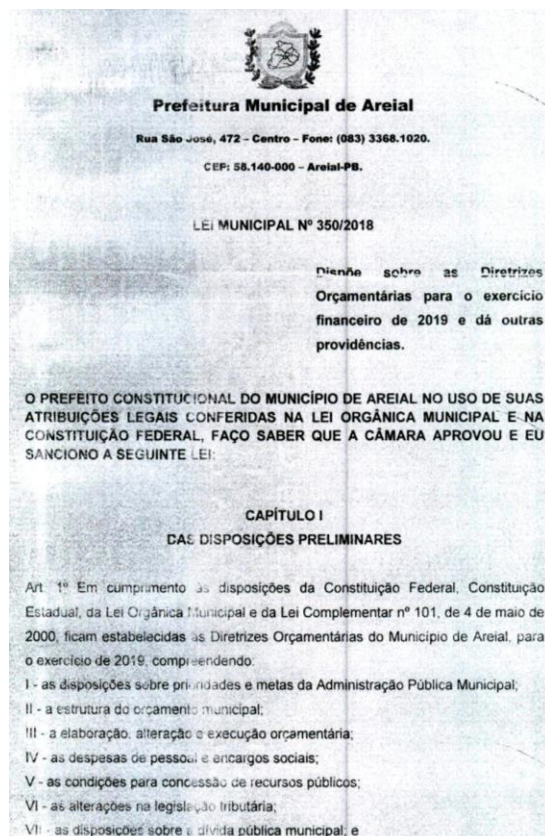 Prefeitura Municipal de Areial
Rua São José, 472 – Centro – Fone: (083) 3368.1020.
CEP: 58.140-000 – Areial-PB.
LEI MUNICIPAL Nº 350/2018
Dispõe sobre as Diretrizes
Orçamentárias para o exercício
financeiro de 2019 e dá outras
providências.
O PREFEITO CONSTITUCIONAL DO MUNICÍPIO DE AREIAL NO USO DE SUAS
ATRIBUIÇÕES LEGAIS CONFERIDAS NA LEI ORGÂNICA MUNICIPAL E NA
CONSTITUIÇÃO FEDERAL, FAÇO SABER QUE A CÂMARA APROVOU E EU
SANCIONO A SEGUINTE LEI:
CAPÍTULO I
DAS DISPOSIÇÕES PRELIMINARES
Art. 1º Em cumprimento às disposições da Constituição Federal, Constituição
Estadual, da Lei Orgânica Municipal e da Lei Complementar nº 101, de 4 de maio de
2000, ficam estabelecidas as Diretrizes Orçamentárias do Município de Areial, para
o exercício de 2019, compreendendo:
I - as disposições sobre prioridades e metas da Administração Pública Municipal;
II - a estrutura do orçamento municipal;
III - a elaboração, alteração e execução orçamentária;
IV - as despesas de pessoal e encargos sociais;
V - as condições para concessão de recursos públicos;
VI - as alterações na legislação tributária;
VII - as disposições sobre a dívida pública municipal; e